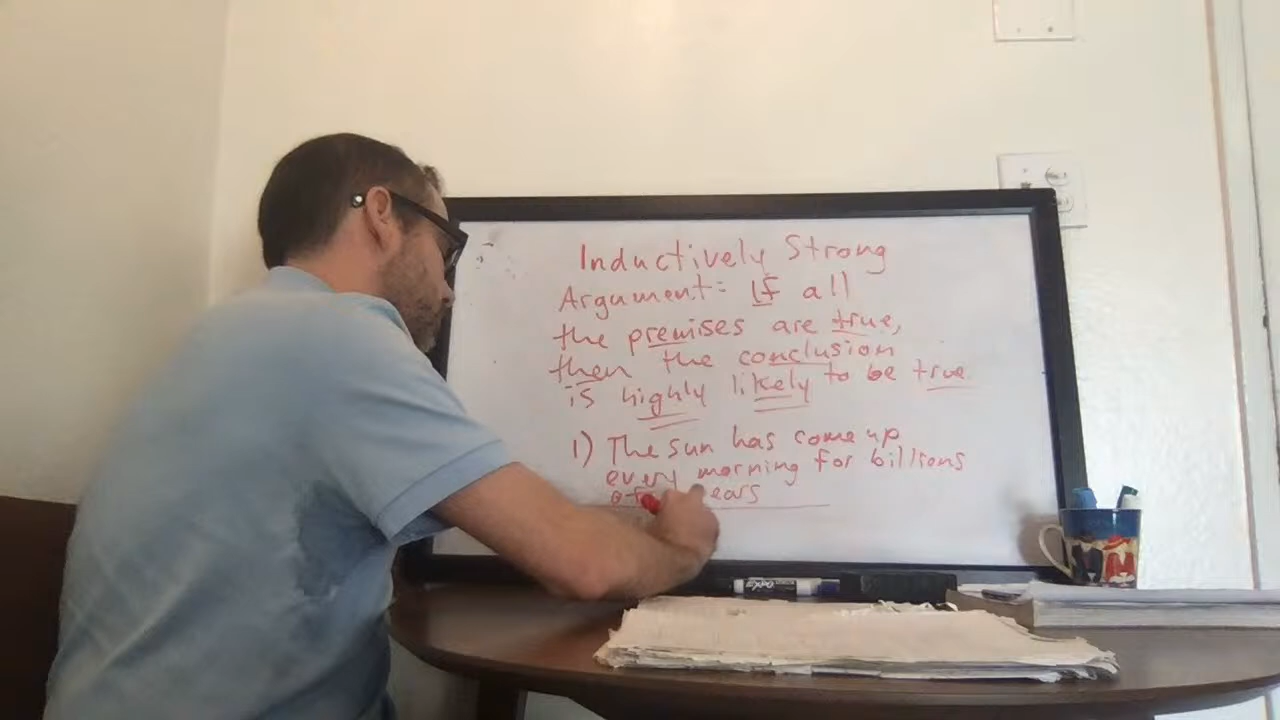 Inductively Strong
Argument: If all
the premises are true,
then the conclusion
is highly likely to be true
1) The sun has come up
every morning for billions
of years
EXPO